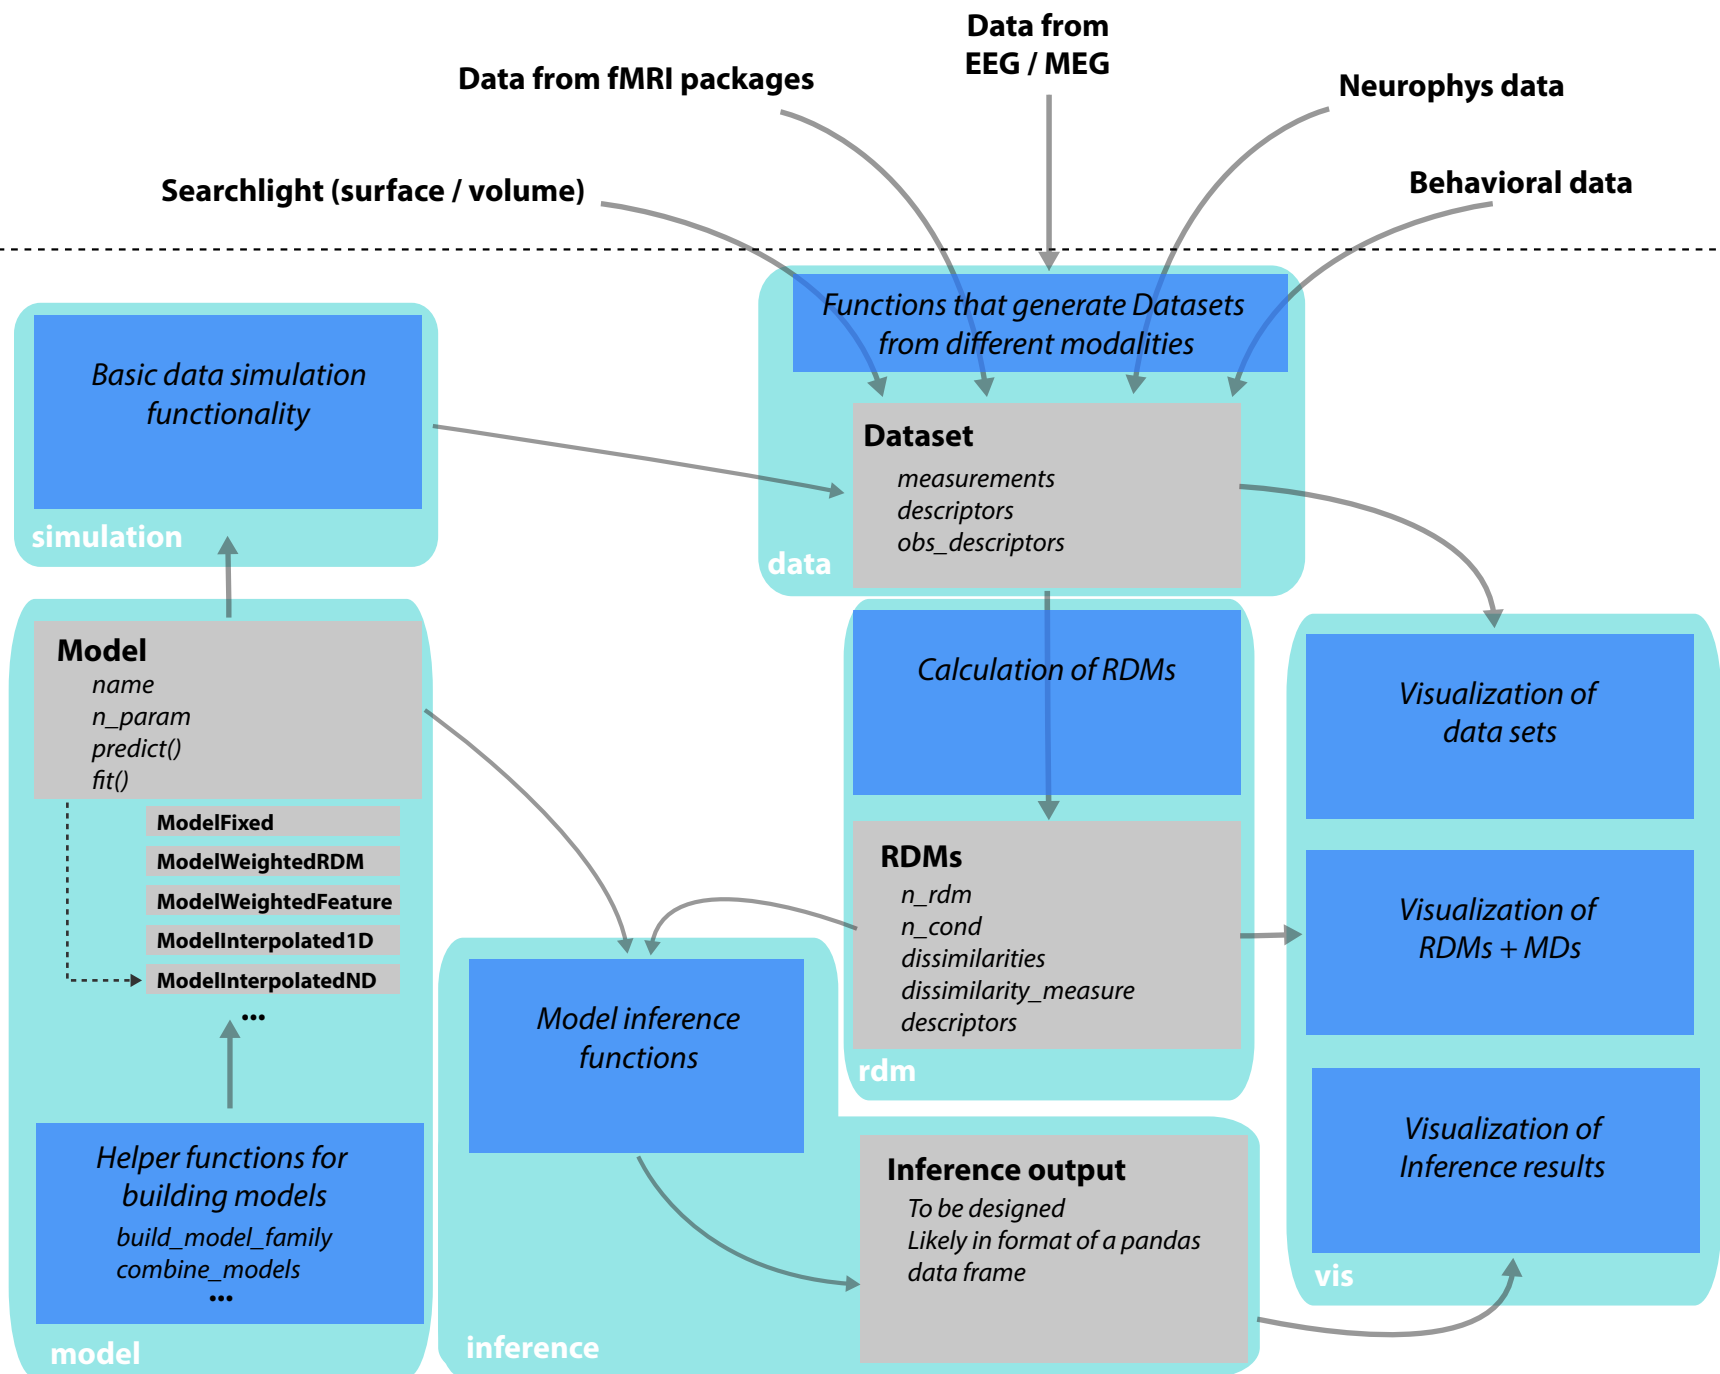 Data from
EEG / MEG
Data from fMRI packages
Neurophys data
Searchlight (surface / volume)
Behavioral data
Functions that generate Datasets
from different modalities
Basic data simulation
functionality
simulation
Dataset
measurements
descriptors
obs_descriptors
data
Model
name
n_param
predict()
fit()
ModelFixed
ModelWeightedRDM
ModelWeightedFeature
ModelInterpolated1D
ModelInterpolatedND
...
Helper functions for
building models
build_model_family
combine_models
...
model
Calculation of RDMs
RDMs
n_rdm
n_cond
dissimilarities
dissimilarity_measure
descriptors
rdm
Model inference
functions
Inference output
To be designed
Likely in format of a pandas
data frame
inference
Visualization of
data sets
Visualization of
RDMs + MDs
Visualization of
Inference results
vis